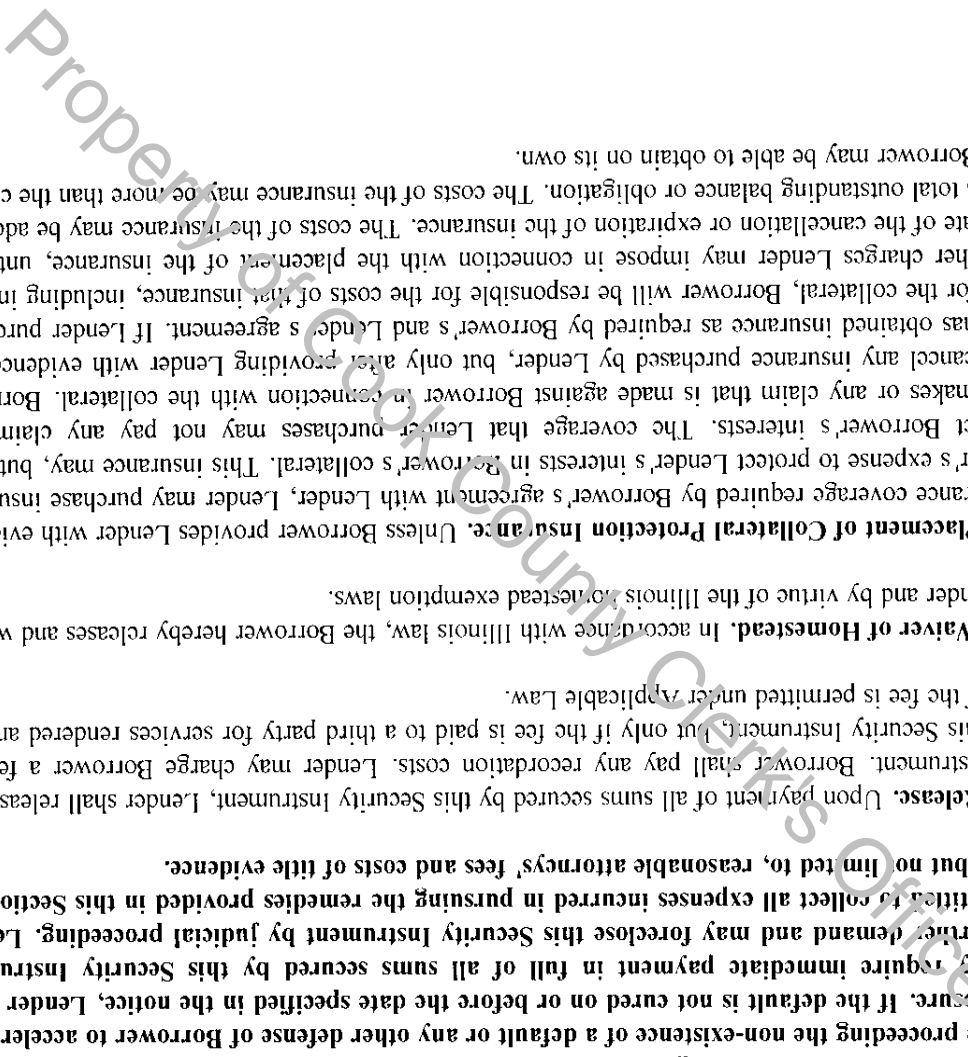 proceeding the non-existence of a default or any other defense of Borrower to acceler
sure. If the default is not cured on or before the date specified in the notice, Lender
require immediate payment in full of all sums secured by this Security Instru
further demand and may foreclose this Security Instrument by judicial proceeding. Le
titled to collect all expenses incurred in pursuing the remedies provided in this Sectio
but not limited to, reasonable attorneys' fees and costs of title evidence.
Release. Upon payment of all sums secured by this Security Instrument, Lender shall releas
strument. Borrower shall pay any recordation costs. Lender may charge Borrower a fe
is Security Instrument, but only if the fee is paid to a third party for services rendered an
the fee is permitted under Applicable Law.
Waiver of Homestead. In accordance with Illinois law, the Borrower hereby releases and w
nder and by virtue of the Illinois homestead exemption laws.
Placement of Collateral Protection Insurance. Unless Borrower provides Lender with evi
rance coverage required by Borrower's agreement with Lender, Lender may purchase insu
r's expense to protect Lender's interests in Borrower's collateral. This insurance may, but
ct Borrower's interests. The coverage that Lender purchases may not pay any claim
makes or any claim that is made against Borrower in connection with the collateral. Bor
cancel any insurance purchased by Lender, but only after providing Lender with evidence
has obtained insurance as required by Borrower's and Lender's agreement. If Lender purc
or the collateral, Borrower will be responsible for the costs of that insurance, including in
her charges Lender may impose in connection with the placement of the insurance, unt
ate of the cancellation or expiration of the insurance. The costs of the insurance may be add
total outstanding balance or obligation. The costs of the insurance may be more than the c
Borrower may be able to obtain on its own.
Property of Cook County Clerk's Office